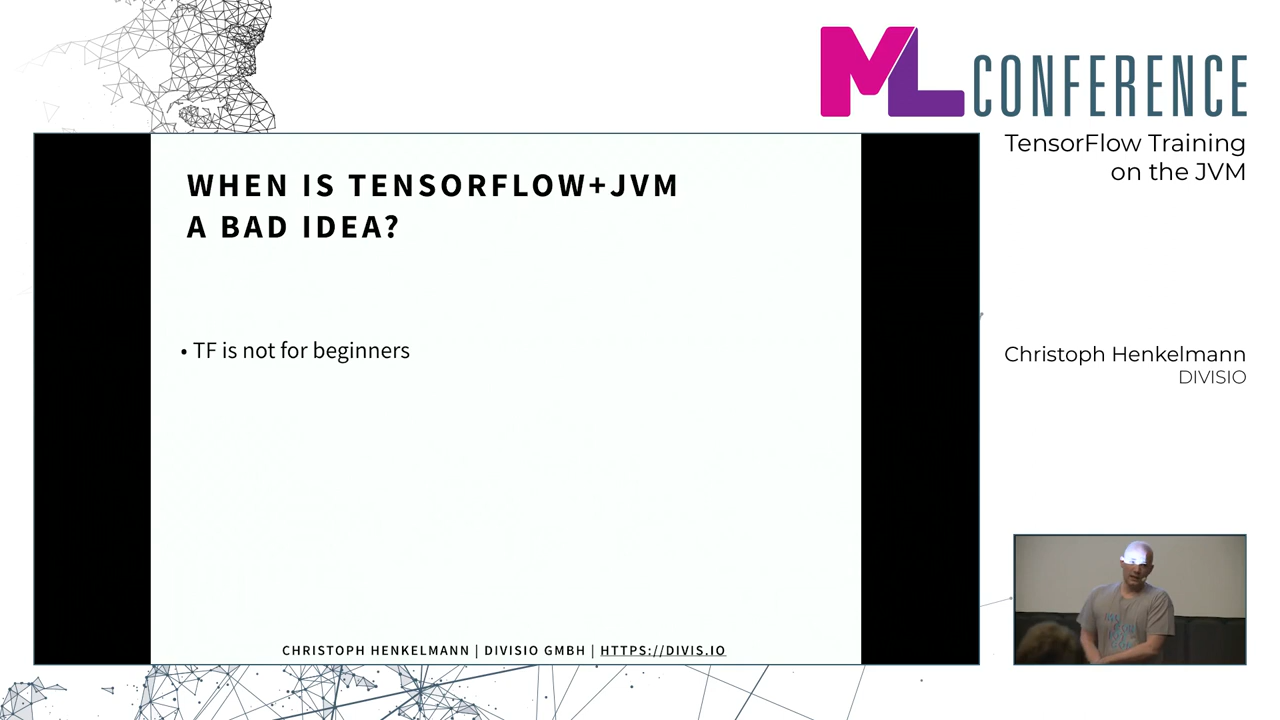 ML CONFERENCE
TensorFlow Training
on the JVM
WHEN IS TENSORFLOW+JVM
A BAD IDEA?
• TF is not for beginners
Christoph Henkelmann
DIVISIO
CHRISTOPH HENKELMANN | DIVISIO GMBH | HTTPS://DIVIS.IO